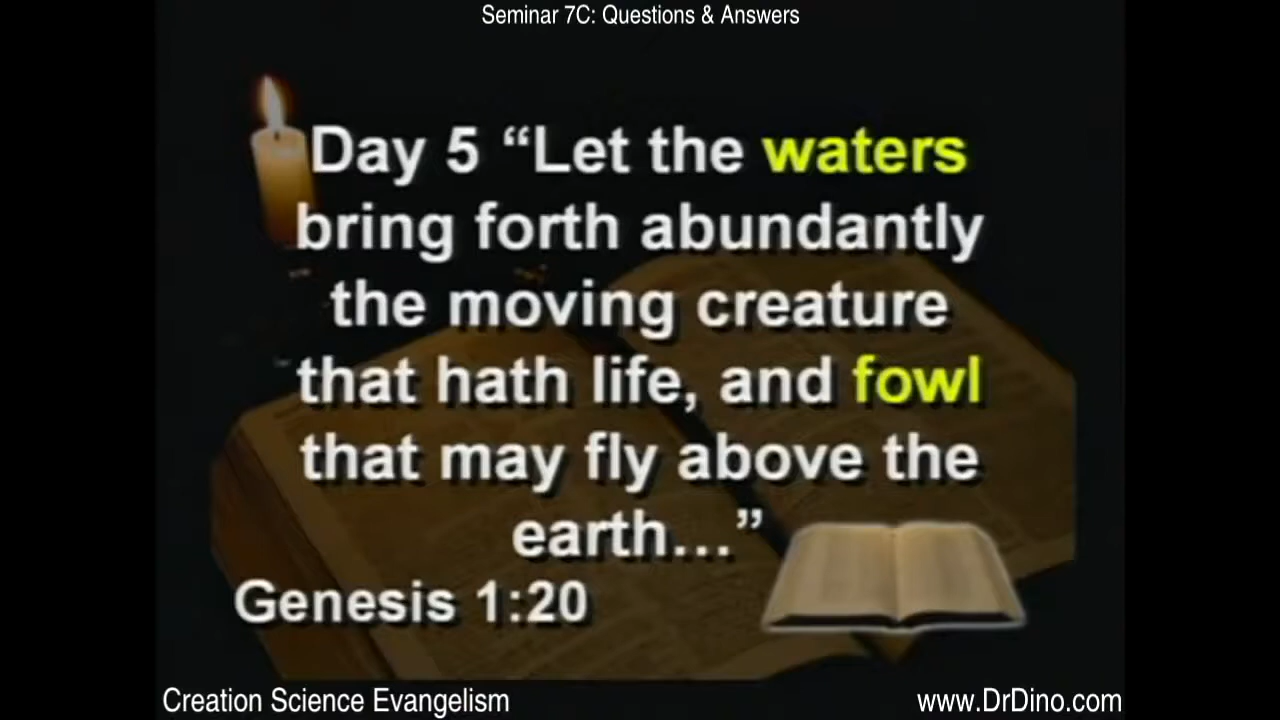 Seminar 7C: Questions & Answers
Day 5 “Let the waters
bring forth abundantly
the moving creature
that hath life, and fowl
that may fly above the
earth…”
Genesis 1:20
Creation Science Evangelism
www.DrDino.com